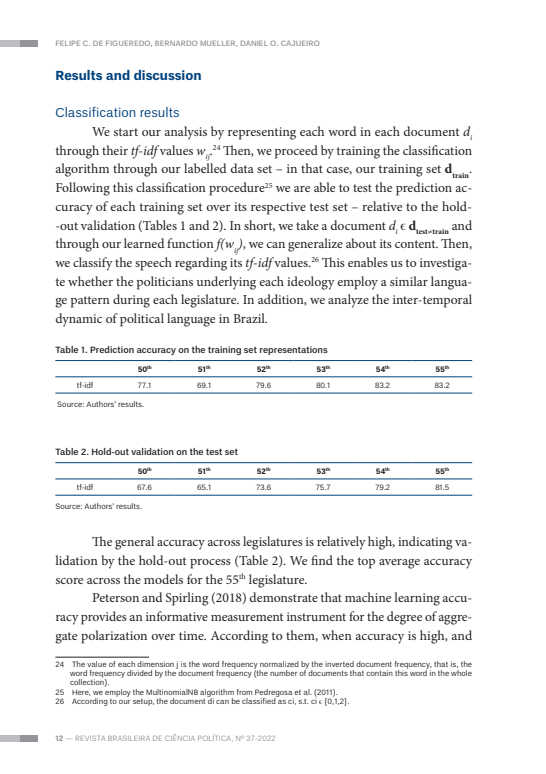 FELIPE C. DE FIGUEREDO, BERNARDO MUELLER, DANIEL O. CAJUEIRO
Results and discussion
Classification results
We start our analysis by representing each word in each document di
through their tf-idf values wij.24 Then, we proceed by training the classification
algorithm through our labelled data set – in that case, our training set dtrain.
Following this classification procedure25 we are able to test the prediction ac-
curacy of each training set over its respective test set – relative to the hold-
-out validation (Tables 1 and 2). In short, we take a document di ϵ dtest≠train and
through our learned function f(wij), we can generalize about its content. Then,
we classify the speech regarding its tf-idf values.26 This enables us to investiga-
te whether the politicians underlying each ideology employ a similar langua-
ge pattern during each legislature. In addition, we analyze the inter-temporal
dynamic of political language in Brazil.
Table 1. Prediction accuracy on the training set representations
50th 51th 52th 53th 54th 55th
tf-idf 77.1 69.1 79.6 80.1 83.2 83.2
Source: Authors' results.
Table 2. Hold-out validation on the test set
50th 51th 52th 53th 54th 55th
tf-idf 67.6 65.1 73.6 75.7 79.2 81.5
Source: Authors' results.
The general accuracy across legislatures is relatively high, indicating va-
lidation by the hold-out process (Table 2). We find the top average accuracy
score across the models for the 55th legislature.
Peterson and Spirling (2018) demonstrate that machine learning accu-
racy provides an informative measurement instrument for the degree of aggre-
gate polarization over time. According to them, when accuracy is high, and
24 The value of each dimension j is the word frequency normalized by the inverted document frequency, that is, the
word frequency divided by the document frequency (the number of documents that contain this word in the whole
collection).
25 Here, we employ the MultinomialNB algorithm from Pedregosa et al. (2011).
26 According to our setup, the document di can be classified as ci, s.t. ci ϵ {0,1,2}.
12 — REVISTA BRASILEIRA DE CIÊNCIA POLÍTICA, Nº 37-2022